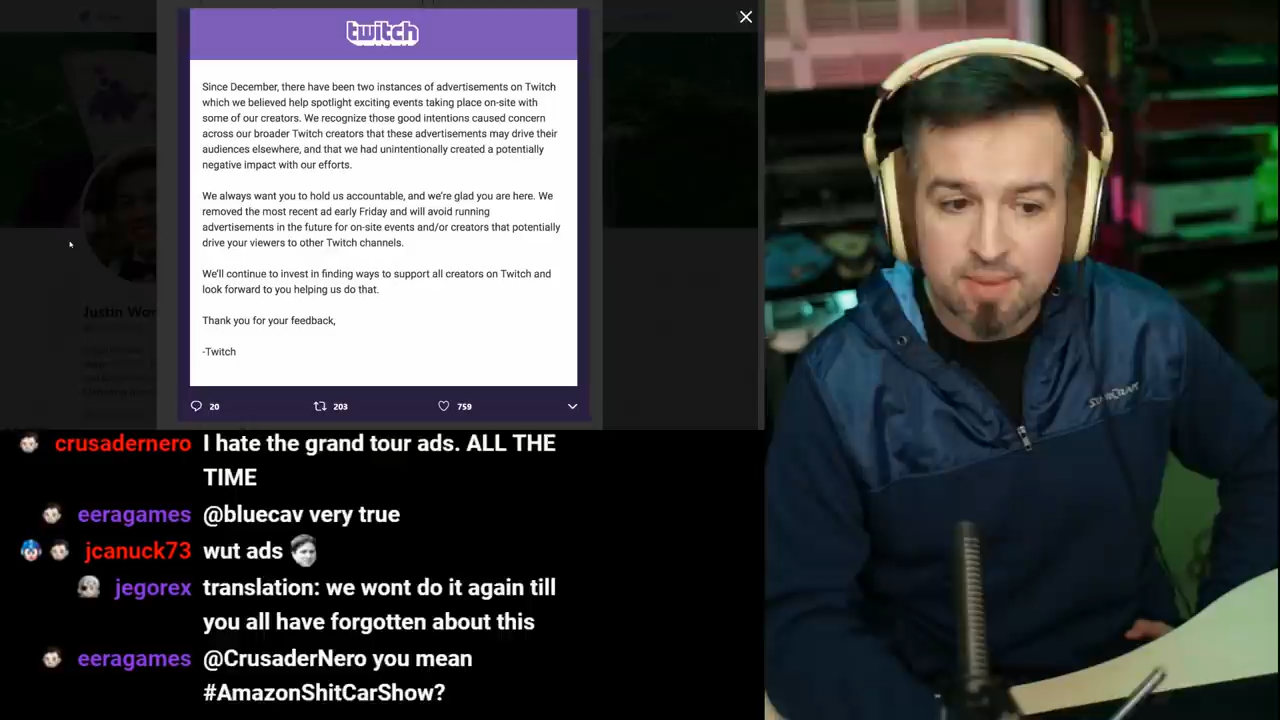 twitch
Since December, there have been two instances of advertisements on Twitch
which we believed help spotlight exciting events taking place on-site with
some of our creators. We recognize those good intentions caused concern
across our broader Twitch creators that these advertisements may drive their
audiences elsewhere, and that we had unintentionally created a potentially
negative impact with our efforts.
We always want you to hold us accountable, and we're glad you are here. We
removed the most recent ad early Friday and will avoid running
advertisements in the future for on-site events and/or creators that potentially
drive your viewers to other Twitch channels.
We'll continue to invest in finding ways to support all creators on Twitch and
look forward to you helping us do that.
Thank you for your feedback,
-Twitch
20 203 759
Justin
crusadernero I hate the grand tour ads. ALL THE
TIME
eeragames @bluecav very true
jcanuck73 wut ads
jegorex translation: we wont do it again till
you all have forgotten about this
eeragames @CrusaderNero you mean
#AmazonShitCarShow?